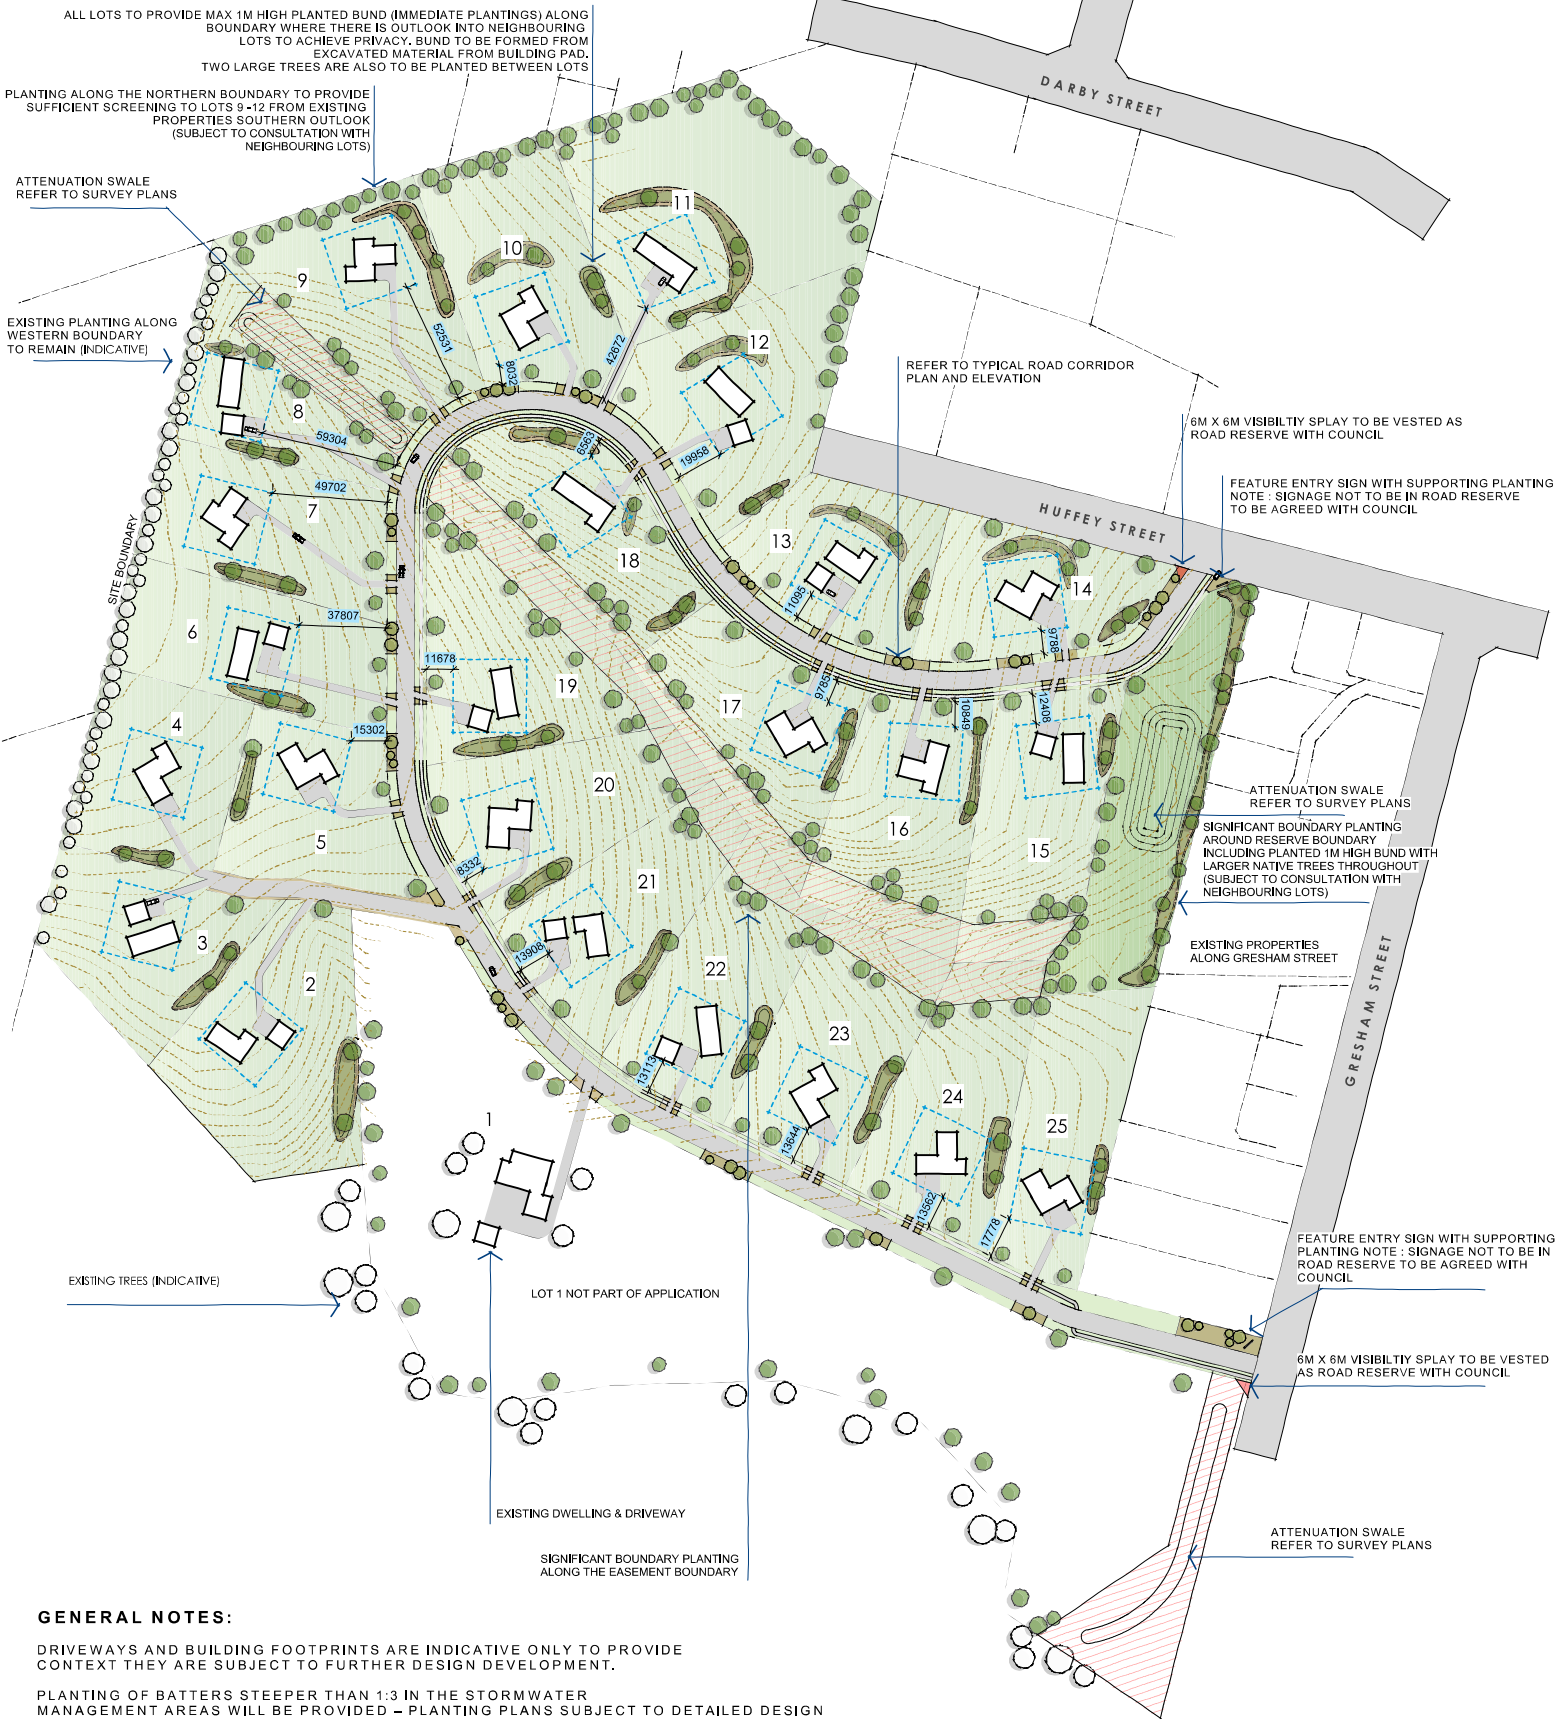 ALL LOTS TO PROVIDE MAX 1M HIGH PLANTED BUND (IMMEDIATE PLANTINGS) ALONG
BOUNDARY WHERE THERE IS OUTLOOK INTO NEIGHBOURING
LOTS TO ACHIEVE PRIVACY. BUND TO BE FORMED FROM
EXCAVATED MATERIAL FROM BUILDING PAD.
TWO LARGE TREES ARE ALSO TO BE PLANTED BETWEEN LOTS
PLANTING ALONG THE NORTHERN BOUNDARY TO PROVIDE
SUFFICIENT SCREENING TO LOTS 9 -12 FROM EXISTING
PROPERTIES SOUTHERN OUTLOOK
(SUBJECT TO CONSULTATION WITH
NEIGHBOURING LOTS)
ATTENUATION SWALE
REFER TO SURVEY PLANS
EXISTING PLANTING ALONG
WESTERN BOUNDARY
TO REMAIN (INDICATIVE)
SITE BOUNDARY
DARBY STREET
REFER TO TYPICAL ROAD CORRIDOR
PLAN AND ELEVATION
6M X 6M VISIBILTIY SPLAY TO BE VESTED AS
ROAD RESERVE WITH COUNCIL
FEATURE ENTRY SIGN WITH SUPPORTING PLANTING
NOTE : SIGNAGE NOT TO BE IN ROAD RESERVE
TO BE AGREED WITH COUNCIL
HUFFEY STREET
9
10
11
12
8
7
6
4
5
3
2
1
13
14
18
19
17
20
16
15
21
22
23
24
25
52531
8032
42672
59304
49702
37807
15302
11678
6563
19958
11095
9788
9785
10849
12408
8332
13908
13113
13644
13562
17778
ATTENUATION SWALE
REFER TO SURVEY PLANS
SIGNIFICANT BOUNDARY PLANTING
AROUND RESERVE BOUNDARY
INCLUDING PLANTED 1M HIGH BUND WITH
LARGER NATIVE TREES THROUGHOUT
(SUBJECT TO CONSULTATION WITH
NEIGHBOURING LOTS)
EXISTING PROPERTIES
ALONG GRESHAM STREET
GRESHAM STREET
FEATURE ENTRY SIGN WITH SUPPORTING
PLANTING NOTE : SIGNAGE NOT TO BE IN
ROAD RESERVE TO BE AGREED WITH
COUNCIL
6M X 6M VISIBILTIY SPLAY TO BE VESTED
AS ROAD RESERVE WITH COUNCIL
EXISTING TREES (INDICATIVE)
LOT 1 NOT PART OF APPLICATION
EXISTING DWELLING & DRIVEWAY
SIGNIFICANT BOUNDARY PLANTING
ALONG THE EASEMENT BOUNDARY
ATTENUATION SWALE
REFER TO SURVEY PLANS
GENERAL NOTES:
DRIVEWAYS AND BUILDING FOOTPRINTS ARE INDICATIVE ONLY TO PROVIDE
CONTEXT THEY ARE SUBJECT TO FURTHER DESIGN DEVELOPMENT.
PLANTING OF BATTERS STEEPER THAN 1:3 IN THE STORMWATER
MANAGEMENT AREAS WILL BE PROVIDED – PLANTING PLANS SUBJECT TO DETAILED DESIGN